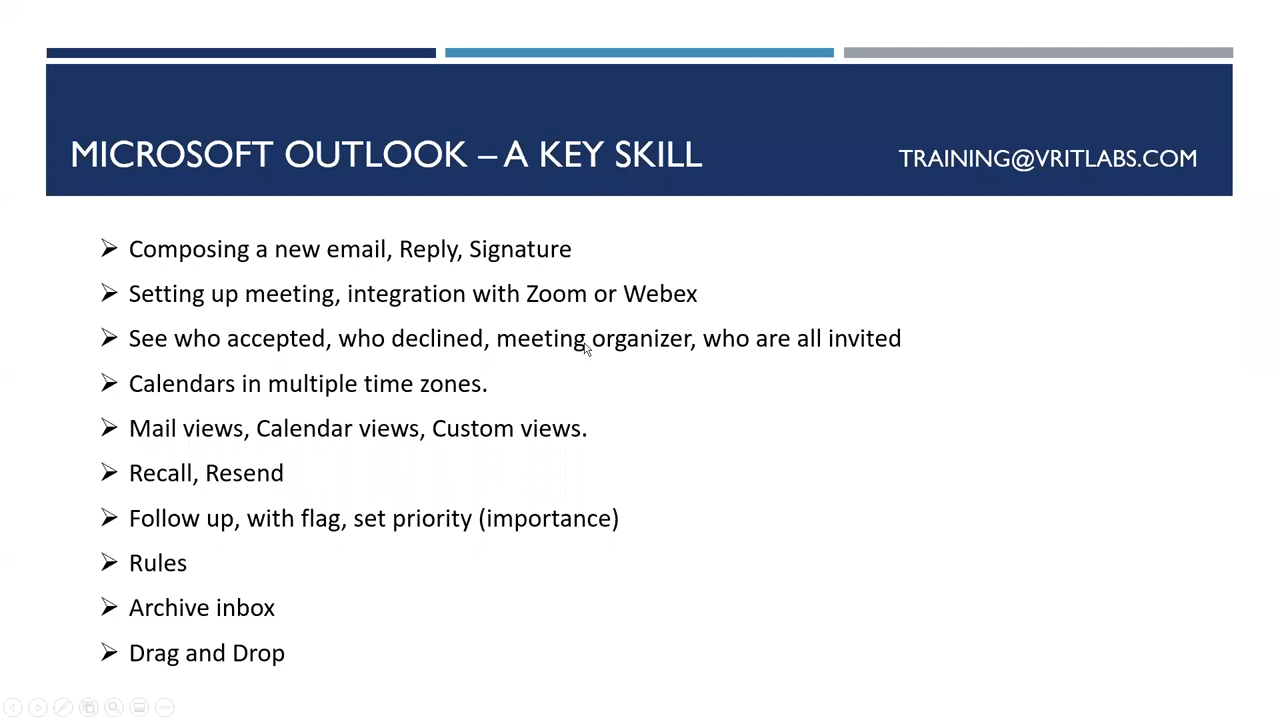 MICROSOFT OUTLOOK – A KEY SKILL
TRAINING@VRITLABS.COM
Composing a new email, Reply, Signature
Setting up meeting, integration with Zoom or Webex
See who accepted, who declined, meeting organizer, who are all invited
Calendars in multiple time zones.
Mail views, Calendar views, Custom views.
Recall, Resend
Follow up, with flag, set priority (importance)
Rules
Archive inbox
Drag and Drop